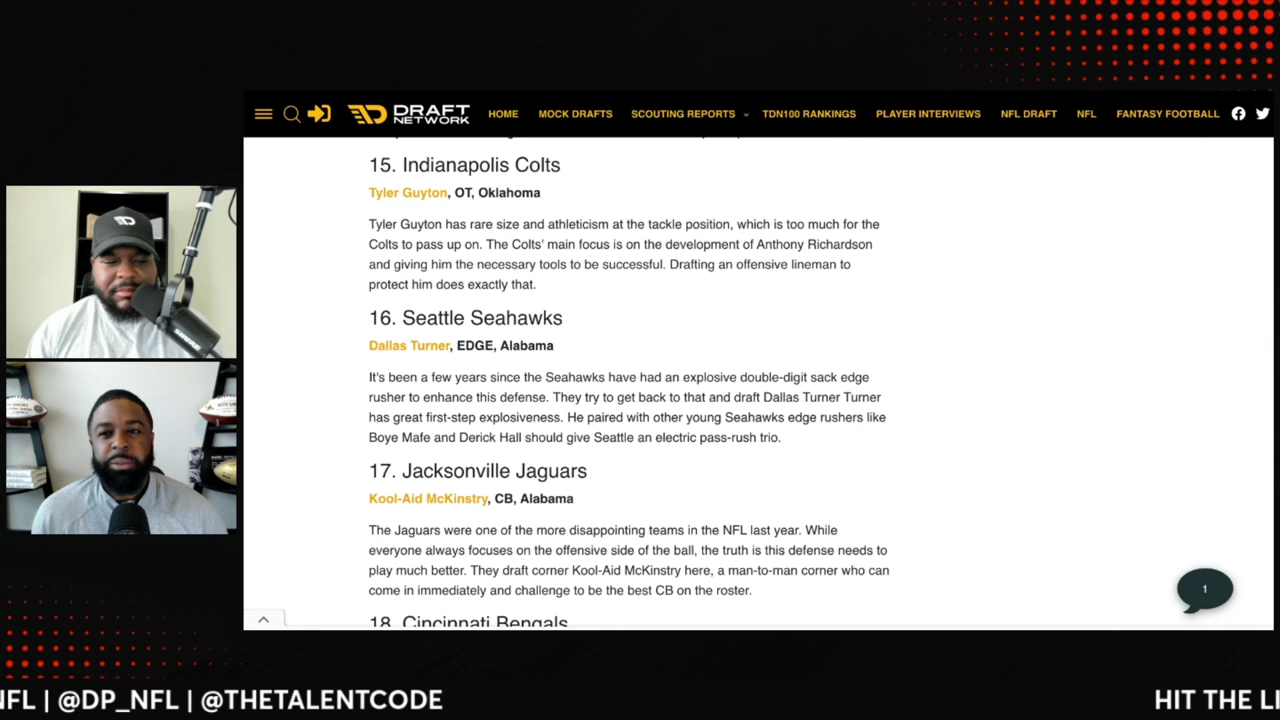 DRAFT
NETWORK
HOME
MOCK DRAFTS
SCOUTING REPORTS
TDN100 RANKINGS
PLAYER INTERVIEWS
NFL DRAFT
NFL
FANTASY FOOTBALL
15. Indianapolis Colts
Tyler Guyton, OT, Oklahoma
Tyler Guyton has rare size and athleticism at the tackle position, which is too much for the
Colts to pass up on. The Colts' main focus is on the development of Anthony Richardson
and giving him the necessary tools to be successful. Drafting an offensive lineman to
protect him does exactly that.
16. Seattle Seahawks
Dallas Turner, EDGE, Alabama
It's been a few years since the Seahawks have had an explosive double-digit sack edge
rusher to enhance this defense. They try to get back to that and draft Dallas Turner Turner
has great first-step explosiveness. He paired with other young Seahawks edge rushers like
Boye Mafe and Derick Hall should give Seattle an electric pass-rush trio.
17. Jacksonville Jaguars
Kool-Aid McKinstry, CB, Alabama
The Jaguars were one of the more disappointing teams in the NFL last year. While
everyone always focuses on the offensive side of the ball, the truth is this defense needs to
play much better. They draft corner Kool-Aid McKinstry here, a man-to-man corner who can
come in immediately and challenge to be the best CB on the roster.
1
18. Cincinnati Bengals
NFL | @DP_NFL | @THETALENTCODE
HIT THE LI